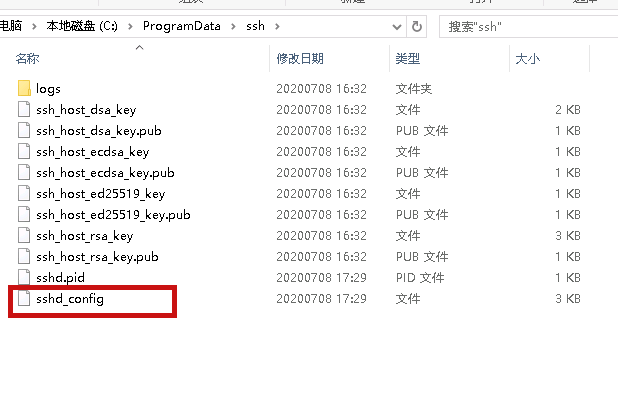 电脑 › 本地磁盘 (C:) › ProgramData › ssh › 搜索"ssh"
名称 修改日期 类型 大小
logs 20200708 16:32 文件夹
ssh_host_dsa_key 20200708 16:32 文件 2 KB
ssh_host_dsa_key.pub 20200708 16:32 PUB 文件 1 KB
ssh_host_ecdsa_key 20200708 16:32 文件 1 KB
ssh_host_ecdsa_key.pub 20200708 16:32 PUB 文件 1 KB
ssh_host_ed25519_key 20200708 16:32 文件 1 KB
ssh_host_ed25519_key.pub 20200708 16:32 PUB 文件 1 KB
ssh_host_rsa_key 20200708 16:32 文件 3 KB
ssh_host_rsa_key.pub 20200708 16:32 PUB 文件 1 KB
sshd.pid 20200708 17:29 PID 文件 1 KB
sshd_config 20200708 17:29 文件 3 KB